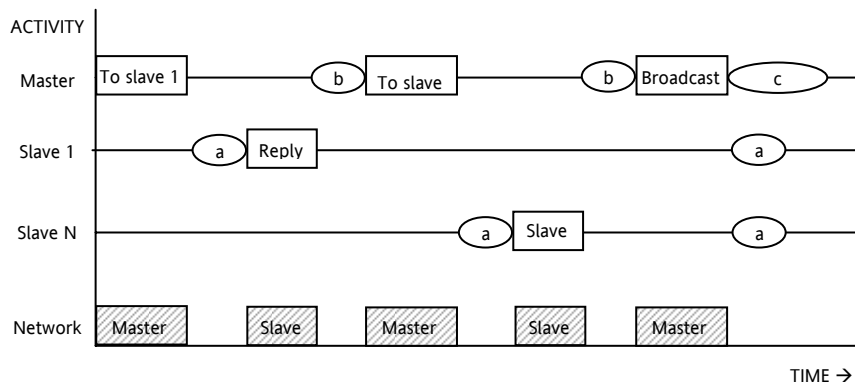 ACTIVITY
Master To slave 1 b To slave b Broadcast c
Slave 1 a Reply a
Slave N a Slave a
Network Master Slave Master Slave Master
TIME →